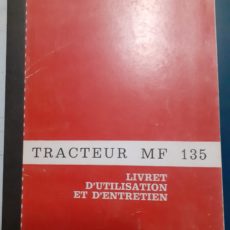 TRACTEUR MF 135
LIVRET
D'UTILISATION
ET D'ENTRETIEN